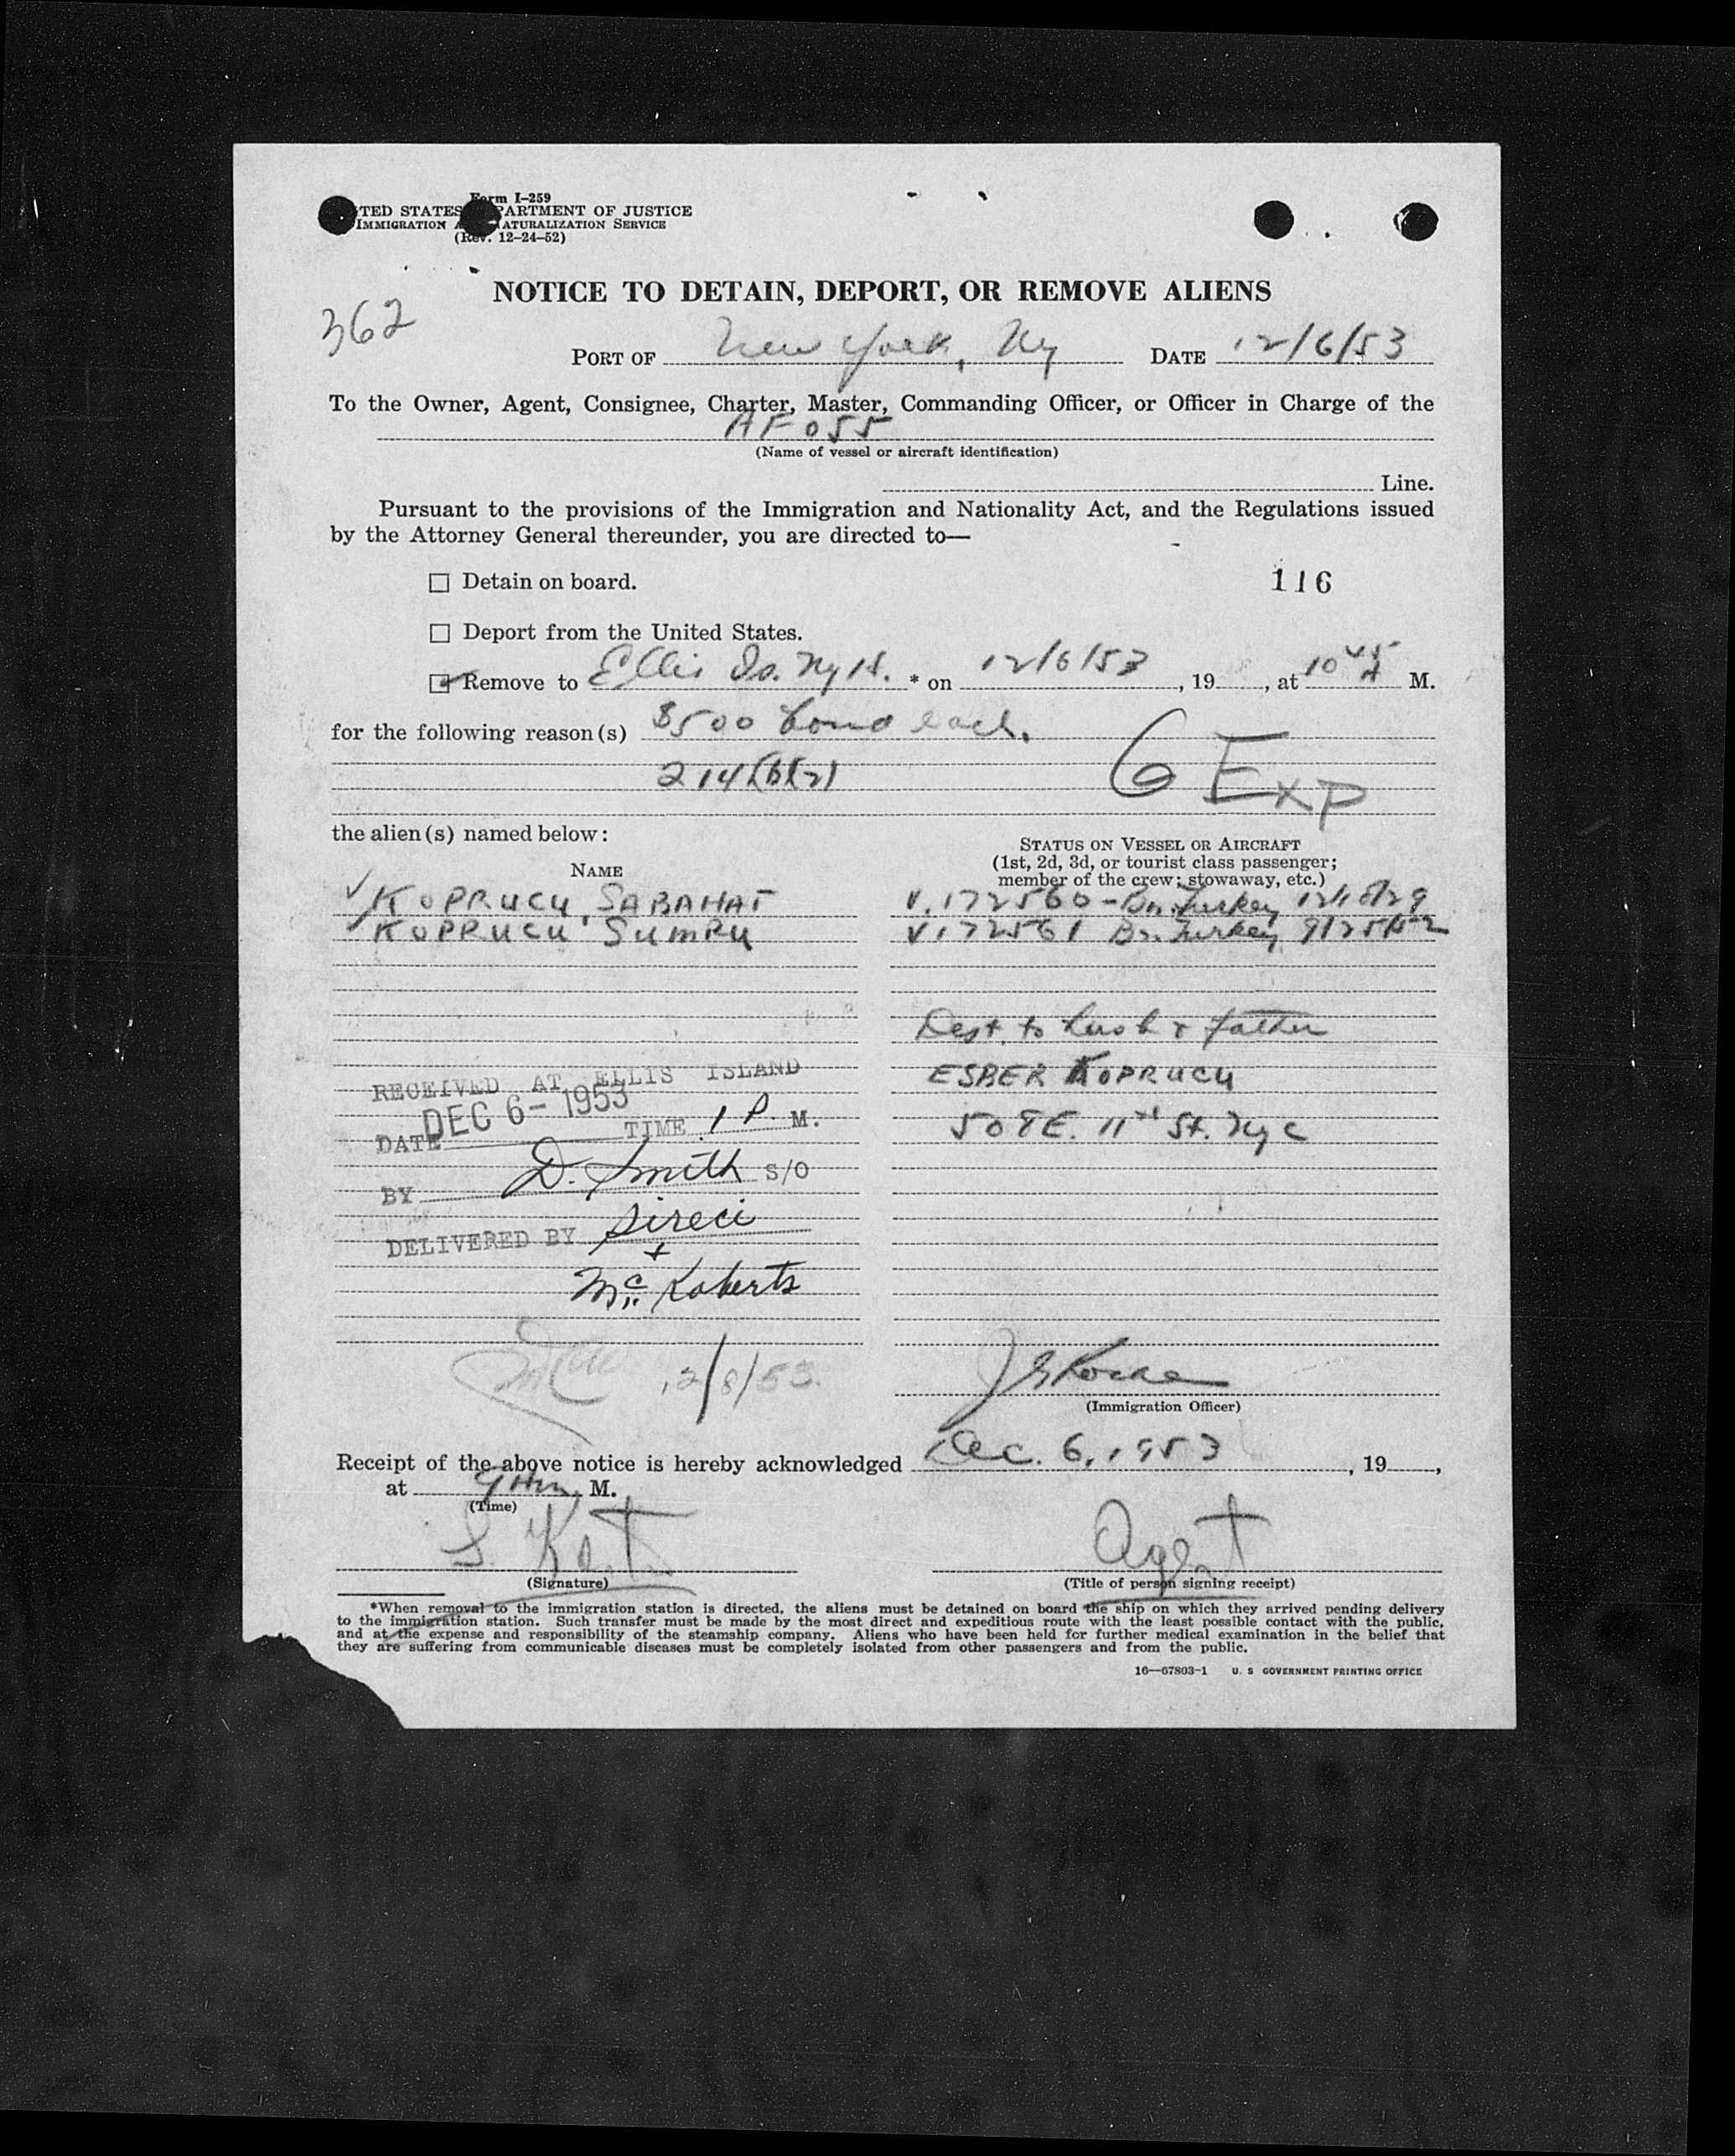 Form I-259
TED STATES PARTMENT OF JUSTICE
IMMIGRATION A NATURALIZATION SERVICE
(Rev. 12-24-52)
NOTICE TO DETAIN, DEPORT, OR REMOVE ALIENS
362
PORT OF New York, Ny DATE 12/6/53
To the Owner, Agent, Consignee, Charter, Master, Commanding Officer, or Officer in Charge of the
AF 055
(Name of vessel or aircraft identification)
Line.
Pursuant to the provisions of the Immigration and Nationality Act, and the Regulations issued
by the Attorney General thereunder, you are directed to—
☐ Detain on board.
116
☐ Deport from the United States.
☑ Remove to Ellis Is. Ny H. * on 12/6/53, 19, at 10 45 A M.
for the following reason(s) $500 bond each.
214(b)(2)
6 Exp
the alien(s) named below:
NAME
STATUS ON VESSEL OR AIRCRAFT
(1st, 2d, 3d, or tourist class passenger;
member of the crew; stowaway, etc.)
✓ KOPRUCU, SABAHAT V. 172560 - Bn. Turkey 12/18/29
✓ KOPRUCU SUMRU V. 172561 Bn. Turkey 9/25/52
Dest. to husb & father
ESBER KOPRUCU
508 E. 11th St. Nyc
RECEIVED AT ELLIS ISLAND
DATE DEC 6 - 1953 TIME 1 P. M.
BY D. Smith S/O
DELIVERED BY Sireci
+
Mc Roberts
12/8/53.
(Immigration Officer)
Receipt of the above notice is hereby acknowledged Dec. 6, 1953, 19,
at M.
(Time)
Agent
(Signature)
(Title of person signing receipt)
*When removal to the immigration station is directed, the aliens must be detained on board the ship on which they arrived pending delivery
to the immigration station. Such transfer must be made by the most direct and expeditious route with the least possible contact with the public,
and at the expense and responsibility of the steamship company. Aliens who have been held for further medical examination in the belief that
they are suffering from communicable diseases must be completely isolated from other passengers and from the public.
16—67803-1 U. S GOVERNMENT PRINTING OFFICE